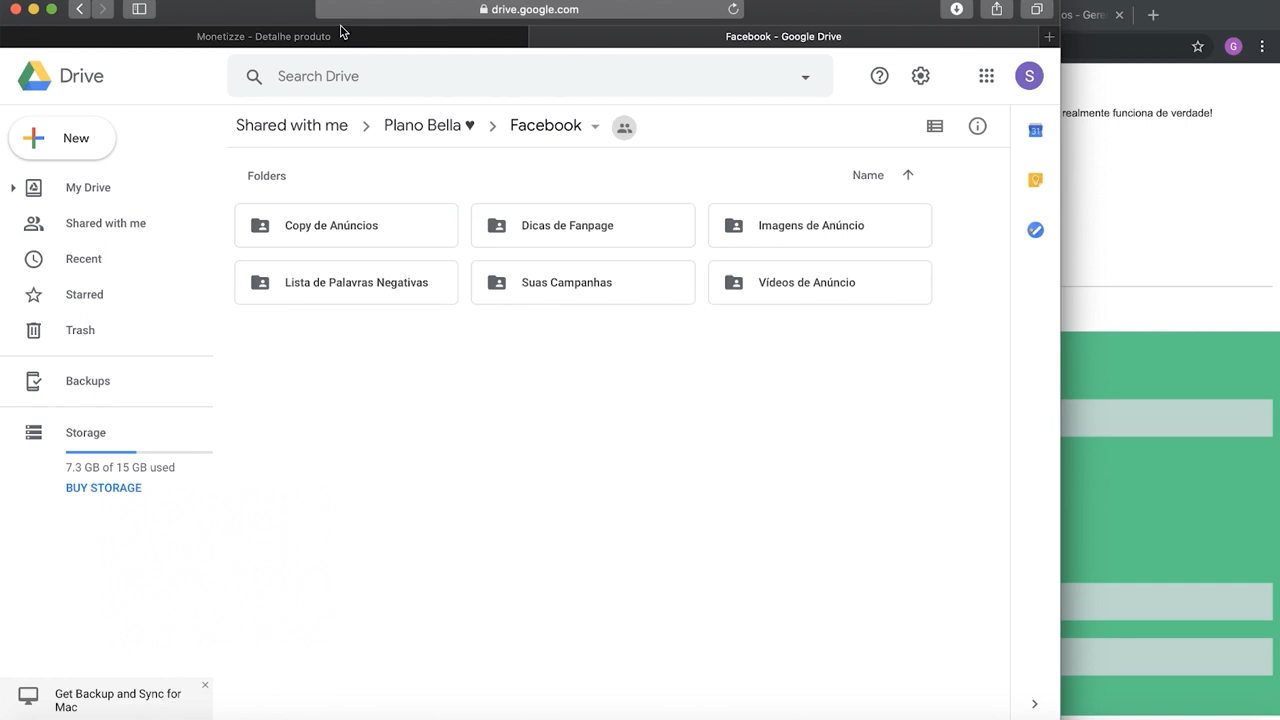 drive.google.com
os - Gere
Monetizze - Detalhe produto
Facebook - Google Drive
G
Drive
Search Drive
S
realmente funciona de verdade!
New
Shared with me
Plano Bella ♥
Facebook
31
Folders
Name
My Drive
Shared with me
Copy de Anúncios
Dicas de Fanpage
Imagens de Anúncio
Recent
Lista de Palavras Negativas
Suas Campanhas
Vídeos de Anúncio
Starred
Trash
Backups
Storage
7.3 GB of 15 GB used
BUY STORAGE
Get Backup and Sync for
Mac